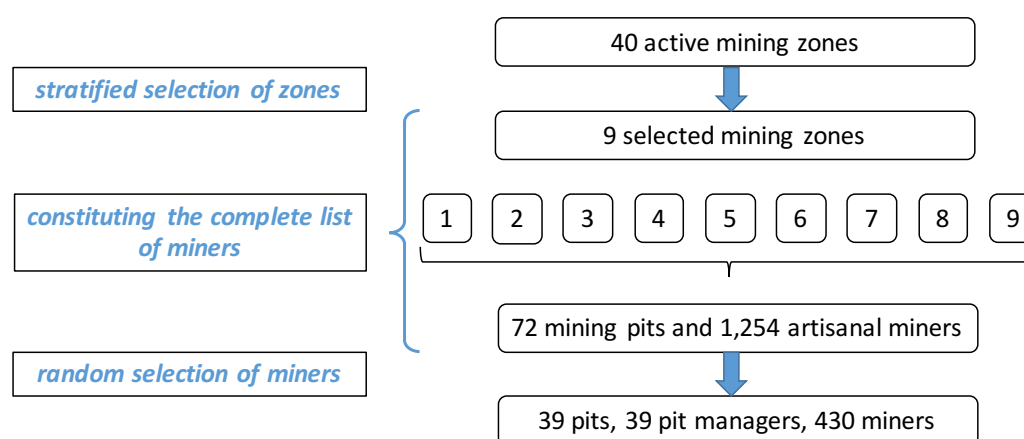 40 active mining zones
stratified selection of zones
9 selected mining zones
constituting the complete list
of miners
1 2 3 4 5 6 7 8 9
72 mining pits and 1,254 artisanal miners
random selection of miners
39 pits, 39 pit managers, 430 miners